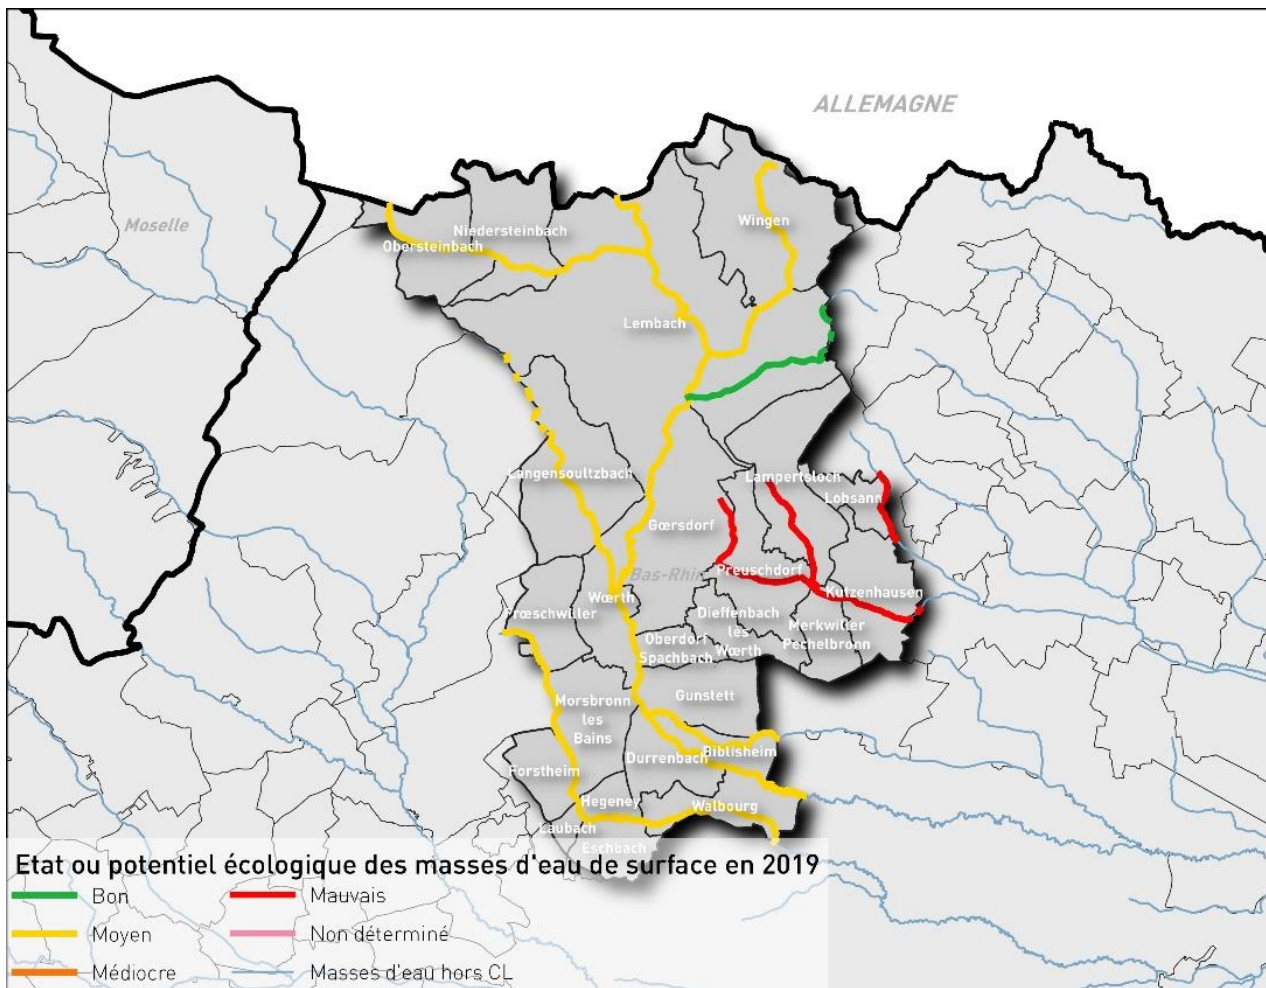 ALLEMAGNE
Moselle
Wingen
Niedersteinbach
Obersteinbach
Lembach
Langensoultzbach
Lampertsloch
Lobsann
Gœrsdorf
Preuschdorf
Bas-Rhin
Kutzenhausen
Wœrth
Frœschwiller
Dieffenbach
lès
Wœrth
Merkwiller
Pechelbronn
Oberdorf
Spachbach
Gunstett
Morsbronn
les
Bains
Biblisheim
Durrenbach
Forstheim
Hegeney
Walbourg
Laubach
Eschbach
Etat ou potentiel écologique des masses d'eau de surface en 2019
Bon
Mauvais
Moyen
Non déterminé
Médiocre
Masses d'eau hors CL